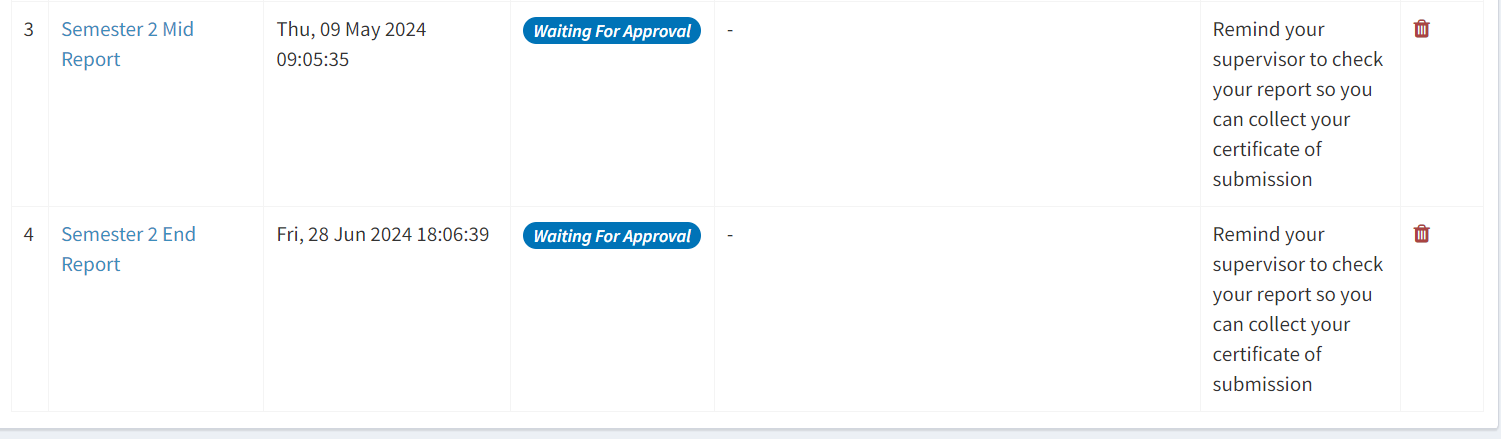 3
Semester 2 Mid
Report
Thu, 09 May 2024
09:05:35
Waiting For Approval
-
Remind your
supervisor to check
your report so you
can collect your
certificate of
submission
4
Semester 2 End
Report
Fri, 28 Jun 2024 18:06:39
Waiting For Approval
-
Remind your
supervisor to check
your report so you
can collect your
certificate of
submission